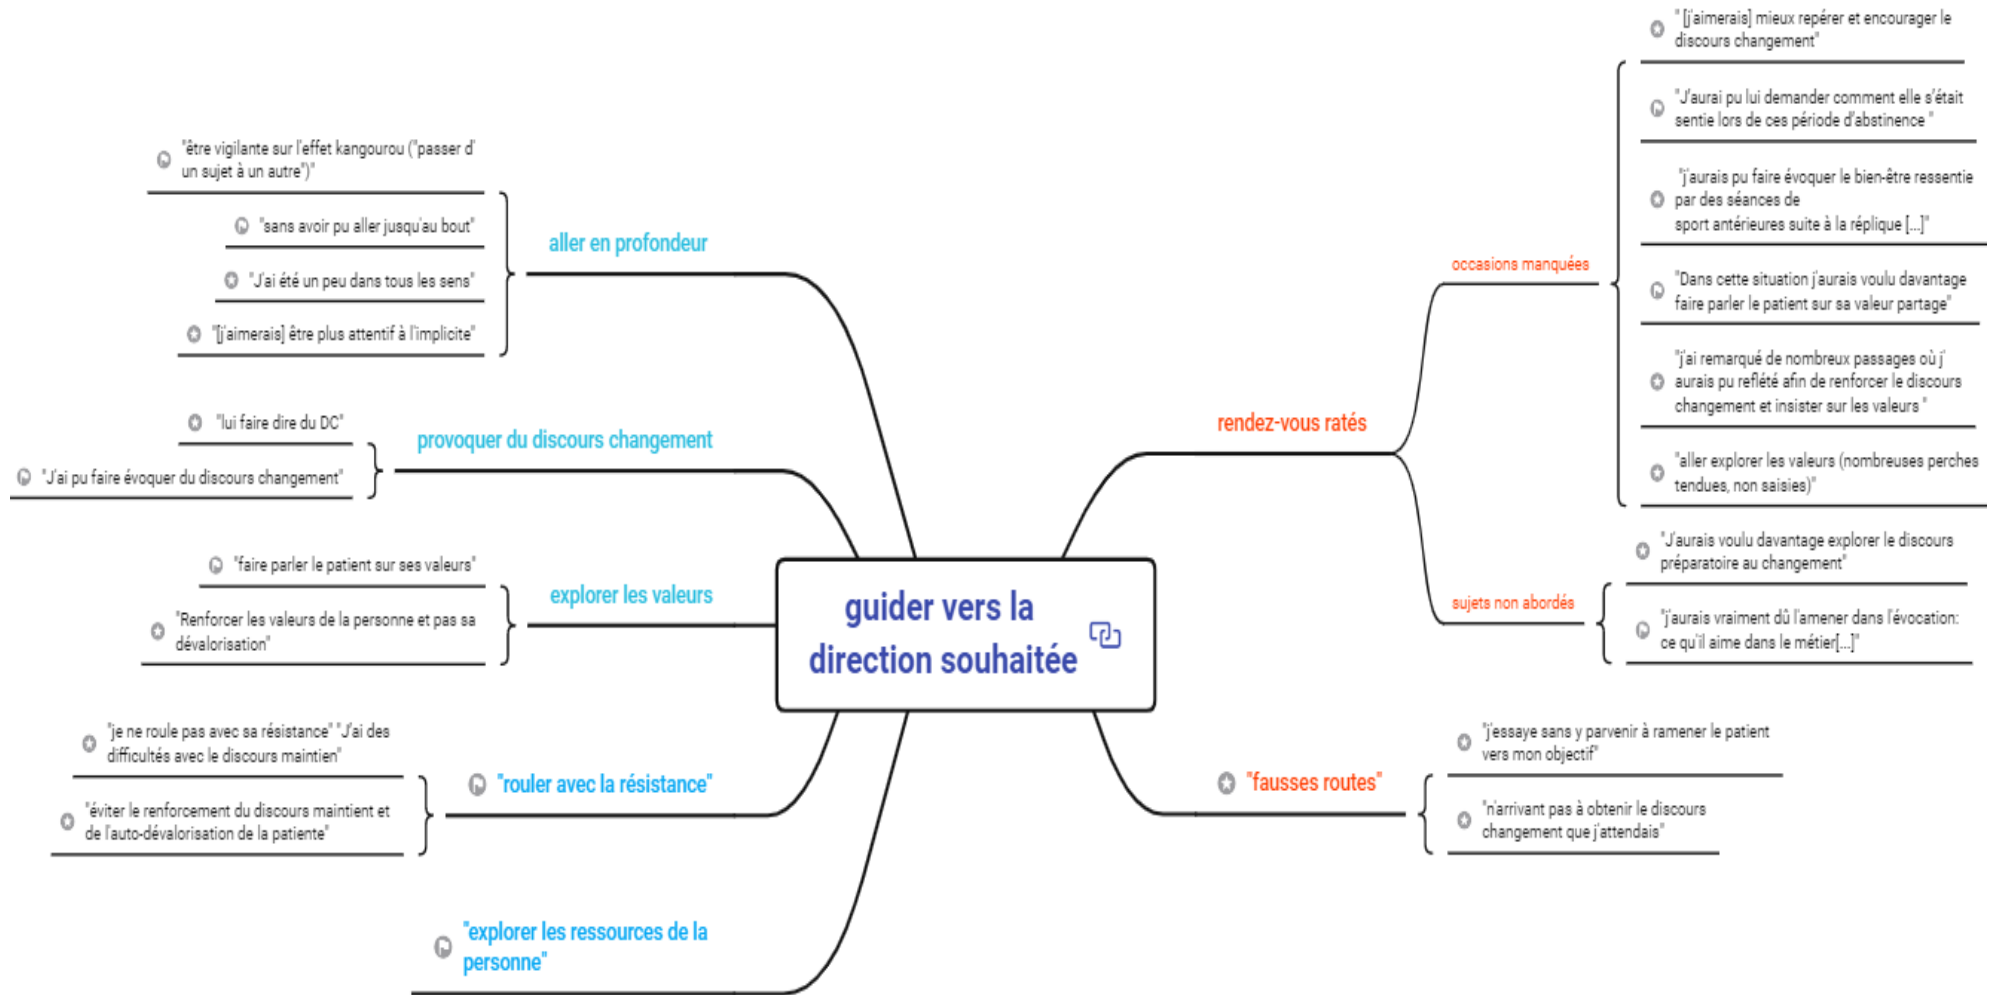 "être vigilante sur l'effet kangourou ("passer d'
un sujet à un autre")"
"sans avoir pu aller jusqu'au bout"
"J'ai été un peu dans tous les sens"
"[j'aimerais] être plus attentif à l'implicite"
aller en profondeur
"lui faire dire du DC"
"J'ai pu faire évoquer du discours changement"
provoquer du discours changement
"faire parler le patient sur ses valeurs"
"Renforcer les valeurs de la personne et pas sa
dévalorisation"
explorer les valeurs
"je ne roule pas avec sa résistance" "J'ai des
difficultés avec le discours maintien"
"éviter le renforcement du discours maintient et
de l'auto-dévalorisation de la patiente"
"rouler avec la résistance"
"explorer les ressources de la
personne"
guider vers la
direction souhaitée
rendez-vous ratés
occasions manquées
" [j'aimerais] mieux repérer et encourager le
discours changement"
"J'aurai pu lui demander comment elle s'était
sentie lors de ces période d'abstinence "
"j'aurais pu faire évoquer le bien-être ressentie
par des séances de
sport antérieures suite à la réplique [...]"
"Dans cette situation j'aurais voulu davantage
faire parler le patient sur sa valeur partage"
"j'ai remarqué de nombreux passages où j'
aurais pu reflété afin de renforcer le discours
changement et insister sur les valeurs "
"aller explorer les valeurs (nombreuses perches
tendues, non saisies)"
sujets non abordés
"J'aurais voulu davantage explorer le discours
préparatoire au changement"
"j'aurais vraiment dû l'amener dans l'évocation:
ce qu'il aime dans le métier[...]"
"fausses routes"
"j'essaye sans y parvenir à ramener le patient
vers mon objectif"
"n'arrivant pas à obtenir le discours
changement que j'attendais"